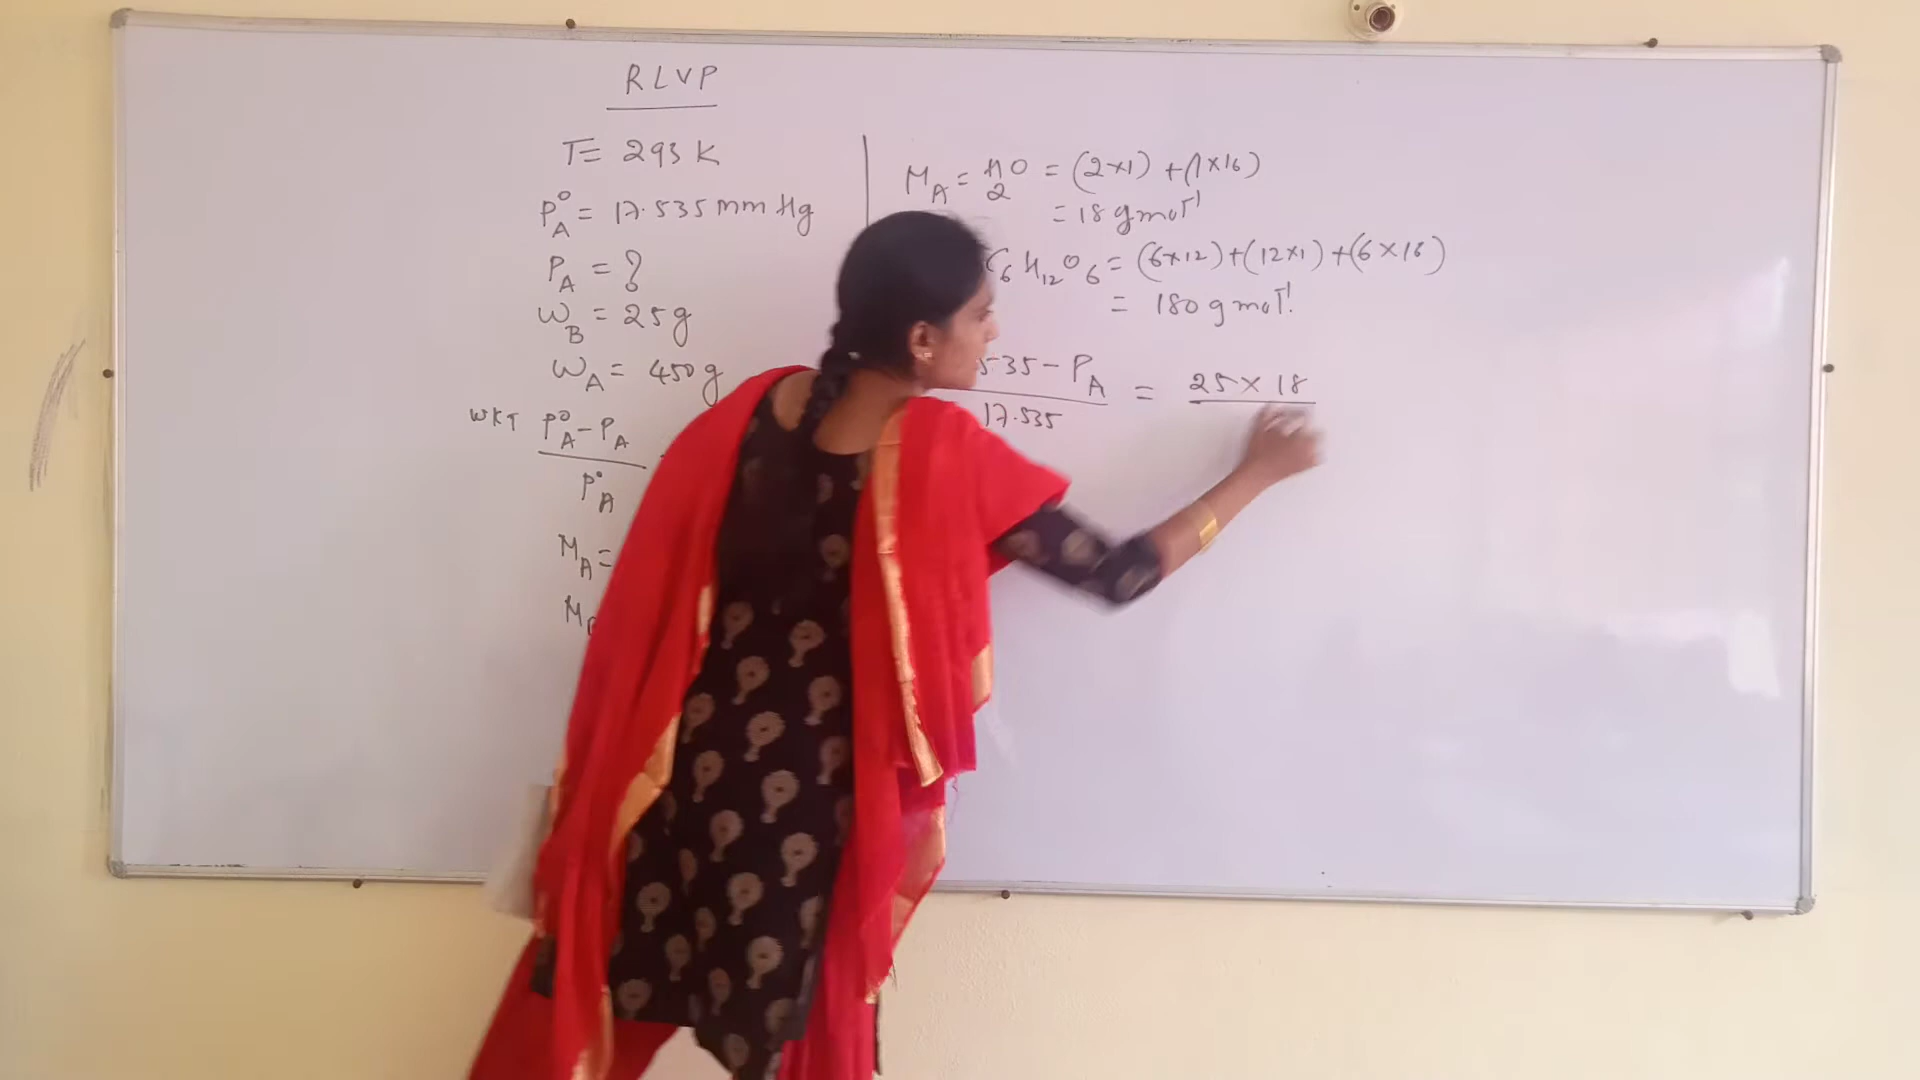 RLVP
T = 293 K
P°A = 17.535 mm Hg
PA = ?
WB = 25g
WA = 450g
WKT P°A - PA
P°A
MA =
MA = H2O = (2×1) + (1×16)
= 18 g mol-1
C6H12O6 = (6×12)+(12×1)+(6×16)
= 180 g mol-1
5.35 - PA = 25 × 18
17.535